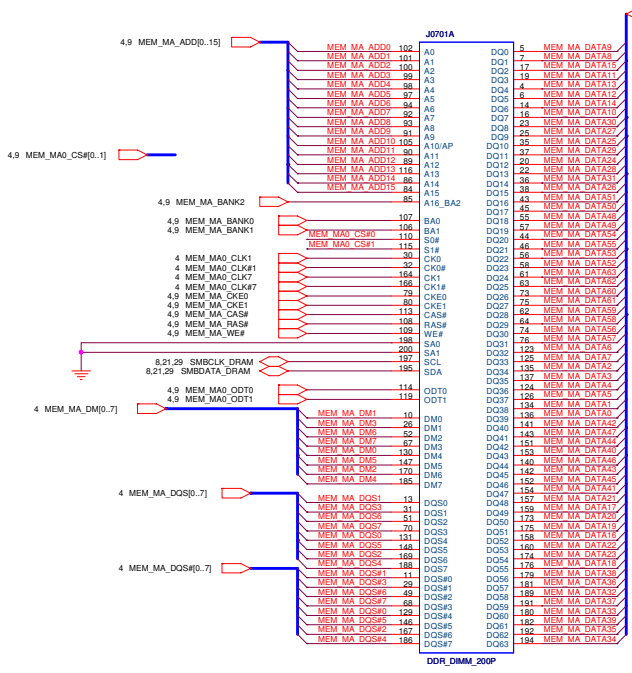 J0701A
4,9 MEM_MA_ADD[0..15]
4,9 MEM_MA0_CS#[0..1]
4,9 MEM_MA_BANK2
4,9 MEM_MA_BANK0
4,9 MEM_MA_BANK1
4 MEM_MA0_CLK1
4 MEM_MA0_CLK#1
4 MEM_MA0_CLK7
4 MEM_MA0_CLK#7
4,9 MEM_MA_CKE0
4,9 MEM_MA_CKE1
4,9 MEM_MA_CAS#
4,9 MEM_MA_RAS#
4,9 MEM_MA_WE#
8,21,29 SMBCLK_DRAM
8,21,29 SMBDATA_DRAM
4,9 MEM_MA0_ODT0
4,9 MEM_MA0_ODT1
4 MEM_MA_DM[0..7]
4 MEM_MA_DQS[0..7]
4 MEM_MA_DQS#[0..7]
MEM_MA_ADD0 102 A0
MEM_MA_ADD1 101 A1
MEM_MA_ADD2 100 A2
MEM_MA_ADD3 99 A3
MEM_MA_ADD4 98 A4
MEM_MA_ADD5 97 A5
MEM_MA_ADD6 94 A6
MEM_MA_ADD7 92 A7
MEM_MA_ADD8 93 A8
MEM_MA_ADD9 91 A9
MEM_MA_ADD10 105 A10/AP
MEM_MA_ADD11 90 A11
MEM_MA_ADD12 89 A12
MEM_MA_ADD13 116 A13
MEM_MA_ADD14 86 A14
MEM_MA_ADD15 84 A15
85 A16_BA2
107 BA0
106 BA1
MEM_MA0_CS#0 110 S0#
MEM_MA0_CS#1 115 S1#
30 CK0
32 CK0#
164 CK1
166 CK1#
79 CKE0
80 CKE1
113 CAS#
108 RAS#
109 WE#
198 SA0
200 SA1
197 SCL
195 SDA
114 ODT0
119 ODT1
MEM_MA_DM1 10 DM0
MEM_MA_DM3 26 DM1
MEM_MA_DM6 52 DM2
MEM_MA_DM7 67 DM3
MEM_MA_DM0 130 DM4
MEM_MA_DM5 147 DM5
MEM_MA_DM2 170 DM6
MEM_MA_DM4 185 DM7
MEM_MA_DQS1 13 DQS0
MEM_MA_DQS3 31 DQS1
MEM_MA_DQS6 51 DQS2
MEM_MA_DQS7 70 DQS3
MEM_MA_DQS0 131 DQS4
MEM_MA_DQS5 148 DQS5
MEM_MA_DQS2 169 DQS6
MEM_MA_DQS4 188 DQS7
MEM_MA_DQS#1 11 DQS#0
MEM_MA_DQS#3 29 DQS#1
MEM_MA_DQS#6 49 DQS#2
MEM_MA_DQS#7 68 DQS#3
MEM_MA_DQS#0 129 DQS#4
MEM_MA_DQS#5 146 DQS#5
MEM_MA_DQS#2 167 DQS#6
MEM_MA_DQS#4 186 DQS#7
DQ0 5 MEM_MA_DATA9
DQ1 7 MEM_MA_DATA8
DQ2 17 MEM_MA_DATA15
DQ3 19 MEM_MA_DATA11
DQ4 4 MEM_MA_DATA13
DQ5 6 MEM_MA_DATA12
DQ6 14 MEM_MA_DATA14
DQ7 16 MEM_MA_DATA10
DQ8 23 MEM_MA_DATA30
DQ9 25 MEM_MA_DATA27
DQ10 35 MEM_MA_DATA25
DQ11 37 MEM_MA_DATA29
DQ12 20 MEM_MA_DATA24
DQ13 22 MEM_MA_DATA28
DQ14 36 MEM_MA_DATA31
DQ15 38 MEM_MA_DATA26
DQ16 43 MEM_MA_DATA51
DQ17 45 MEM_MA_DATA50
DQ18 55 MEM_MA_DATA48
DQ19 57 MEM_MA_DATA49
DQ20 44 MEM_MA_DATA54
DQ21 46 MEM_MA_DATA55
DQ22 56 MEM_MA_DATA53
DQ23 58 MEM_MA_DATA52
DQ24 61 MEM_MA_DATA63
DQ25 63 MEM_MA_DATA62
DQ26 73 MEM_MA_DATA60
DQ27 75 MEM_MA_DATA61
DQ28 62 MEM_MA_DATA59
DQ29 64 MEM_MA_DATA58
DQ30 74 MEM_MA_DATA56
DQ31 76 MEM_MA_DATA57
DQ32 123 MEM_MA_DATA6
DQ33 125 MEM_MA_DATA7
DQ34 135 MEM_MA_DATA2
DQ35 137 MEM_MA_DATA3
DQ36 124 MEM_MA_DATA4
DQ37 126 MEM_MA_DATA5
DQ38 134 MEM_MA_DATA1
DQ39 136 MEM_MA_DATA0
DQ40 141 MEM_MA_DATA42
DQ41 143 MEM_MA_DATA47
DQ42 151 MEM_MA_DATA44
DQ43 153 MEM_MA_DATA40
DQ44 140 MEM_MA_DATA46
DQ45 142 MEM_MA_DATA43
DQ46 152 MEM_MA_DATA45
DQ47 154 MEM_MA_DATA41
DQ48 157 MEM_MA_DATA21
DQ49 159 MEM_MA_DATA17
DQ50 173 MEM_MA_DATA20
DQ51 175 MEM_MA_DATA19
DQ52 158 MEM_MA_DATA16
DQ53 160 MEM_MA_DATA22
DQ54 174 MEM_MA_DATA23
DQ55 176 MEM_MA_DATA18
DQ56 179 MEM_MA_DATA38
DQ57 181 MEM_MA_DATA36
DQ58 189 MEM_MA_DATA32
DQ59 191 MEM_MA_DATA37
DQ60 180 MEM_MA_DATA33
DQ61 182 MEM_MA_DATA39
DQ62 192 MEM_MA_DATA35
DQ63 194 MEM_MA_DATA34
DDR_DIMM_200P